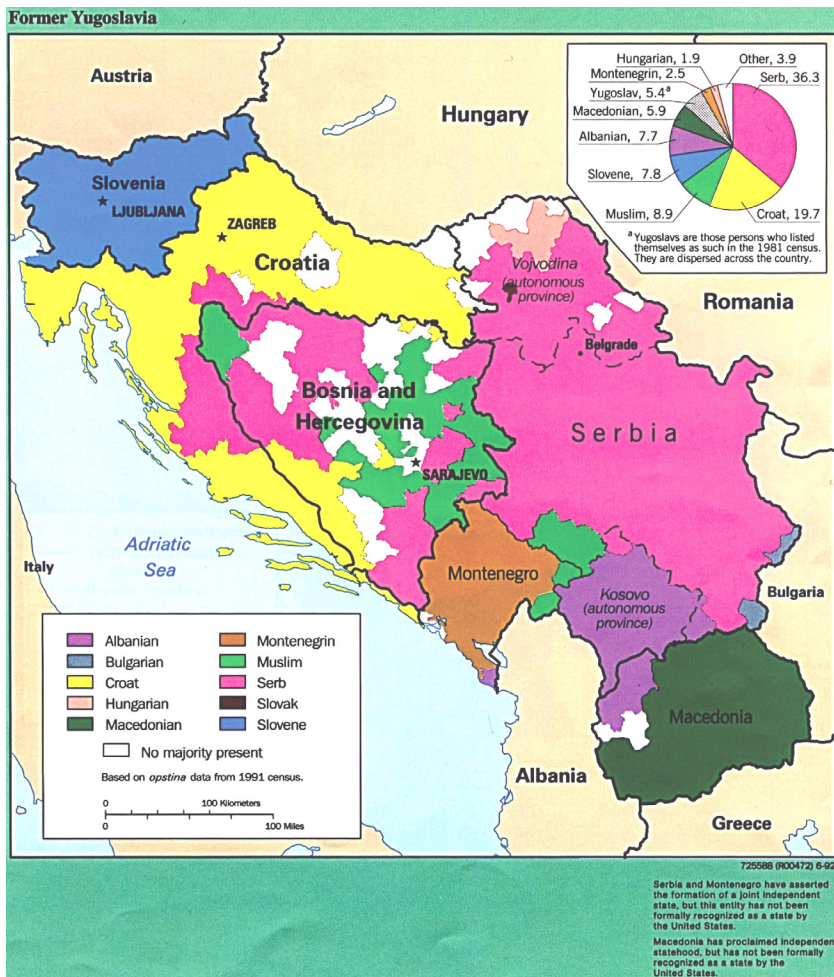 Former Yugoslavia
Austria
Hungary
Hungarian, 1.9
Other, 3.9
Montenegrin, 2.5
Serb, 36.3
Yugoslav, 5.4ᵃ
Macedonian, 5.9
Albanian, 7.7
Slovene, 7.8
Muslim, 8.9
Croat, 19.7
ᵃ Yugoslavs are those persons who listed
themselves as such in the 1981 census.
They are dispersed across the country.
Slovenia
LJUBLJANA
ZAGREB
Croatia
Vojvodina
(autonomous
province)
Romania
Belgrade
Bosnia and
Hercegovina
Serbia
SARAJEVO
Adriatic
Sea
Italy
Montenegro
Kosovo
(autonomous
province)
Bulgaria
Macedonia
Albania
Greece
Albanian
Bulgarian
Croat
Hungarian
Macedonian
Montenegrin
Muslim
Serb
Slovak
Slovene
No majority present
Based on opstina data from 1991 census.
0 100 Kilometers
0 100 Miles
725588 (R00472) 6-92
Serbia and Montenegro have asserted
the formation of a joint independent
state, but this entity has not been
formally recognized as a state by
the United States.
Macedonia has proclaimed independen
statehood, but has not been formally
recognized as a state by the
United States.